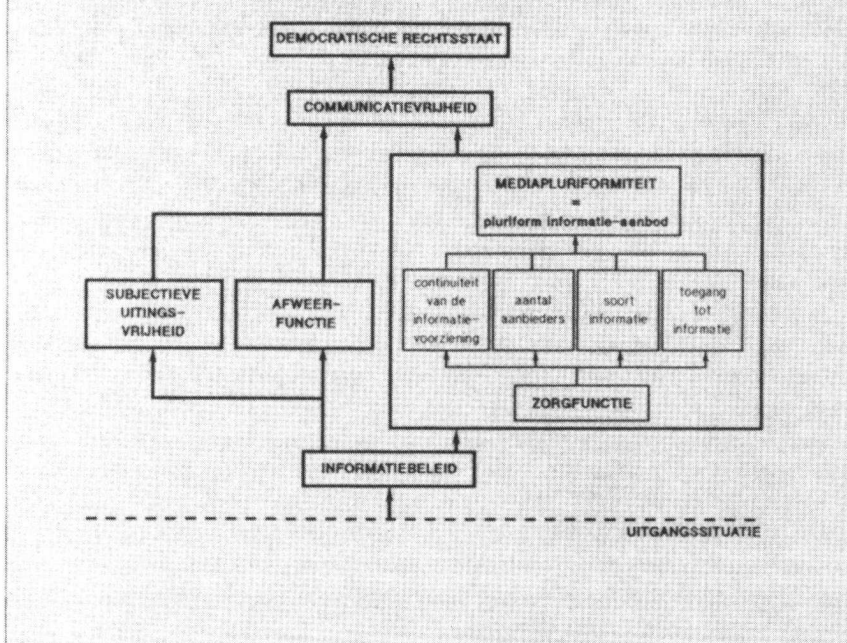 DEMOCRATISCHE RECHTSSTAAT
COMMUNICATIEVRIJHEID
MEDIAPLURIFORMITEIT
=
pluriform informatie-aanbod
SUBJECTIEVE
UITINGS-
VRIJHEID
AFWEER-
FUNCTIE
continuiteit
van de
informatie-
voorziening
aantal
aanbieders
soort
informatie
toegang
tot
informatie
ZORGFUNCTIE
INFORMATIEBELEID
UITGANGSSITUATIE